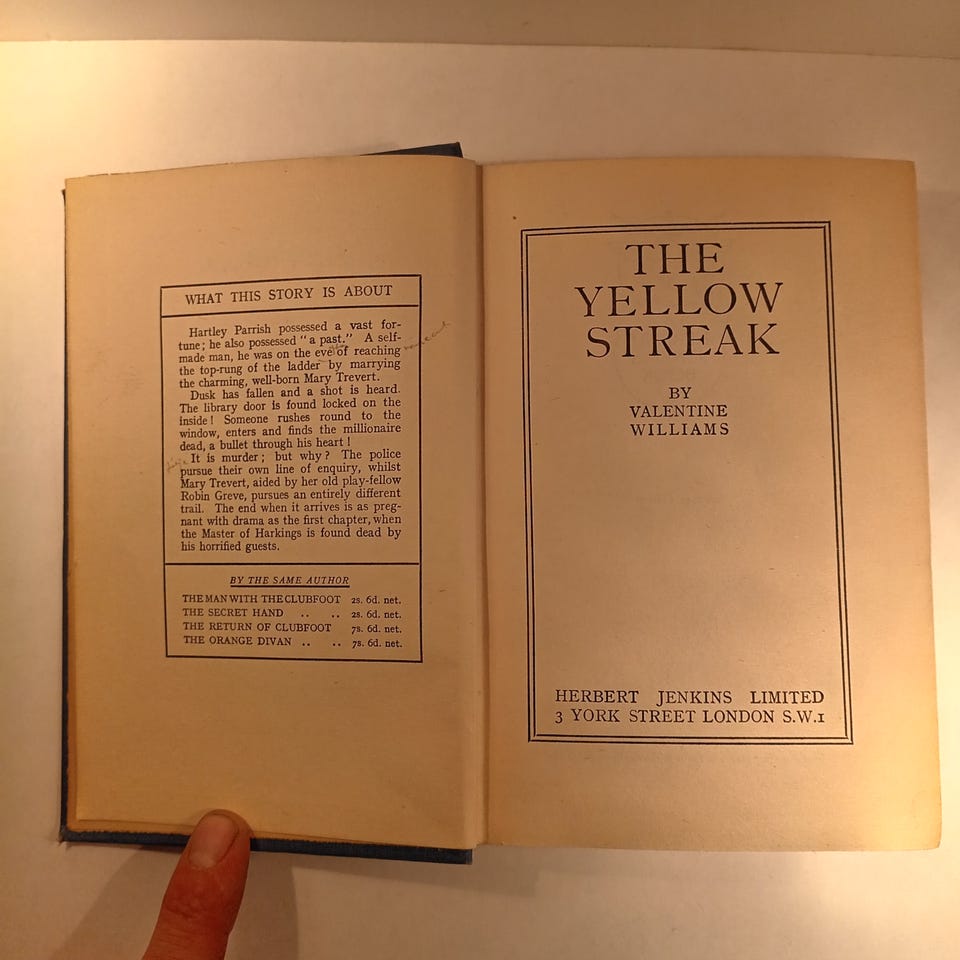 WHAT THIS STORY IS ABOUT
Hartley Parrish possessed a vast for-
tune; he also possessed "a past." A self-
made man, he was on the eve of reaching
the top-rung of the ladder by marrying
the charming, well-born Mary Trevert.
Dusk has fallen and a shot is heard.
The library door is found locked on the
inside! Someone rushes round to the
window, enters and finds the millionaire
dead, a bullet through his heart!
It is murder; but why? The police
pursue their own line of enquiry, whilst
Mary Trevert, aided by her old play-fellow
Robin Greve, pursues an entirely different
trail. The end when it arrives is as preg-
nant with drama as the first chapter, when
the Master of Harkings is found dead by
his horrified guests.
BY THE SAME AUTHOR
THE MAN WITH THE CLUBFOOT 2s. 6d. net.
THE SECRET HAND .. .. 2s. 6d. net.
THE RETURN OF CLUBFOOT 7s. 6d. net.
THE ORANGE DIVAN .. .. 7s. 6d. net.
THE
YELLOW
STREAK
BY
VALENTINE
WILLIAMS
HERBERT JENKINS LIMITED
3 YORK STREET LONDON S.W.1